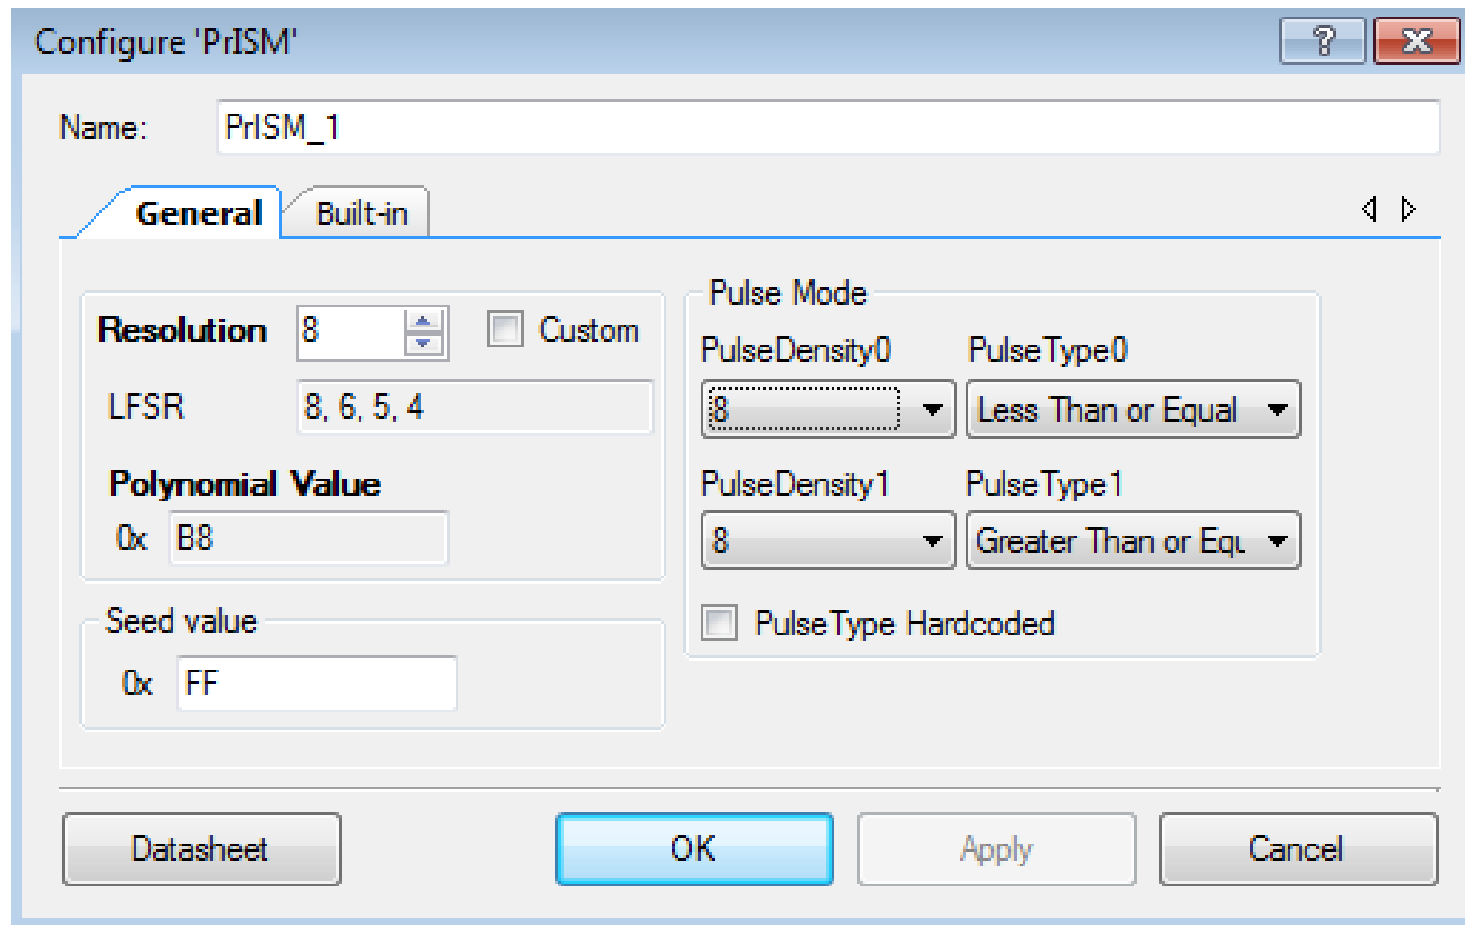 Configure 'PrISM'
Name: PrISM_1
General Built-in
Resolution 8 Custom
LFSR 8, 6, 5, 4
Polynomial Value
0x B8
Seed value
0x FF
Pulse Mode
PulseDensity0 PulseType0
8 Less Than or Equal
PulseDensity1 PulseType1
8 Greater Than or Equ
PulseType Hardcoded
Datasheet OK Apply Cancel